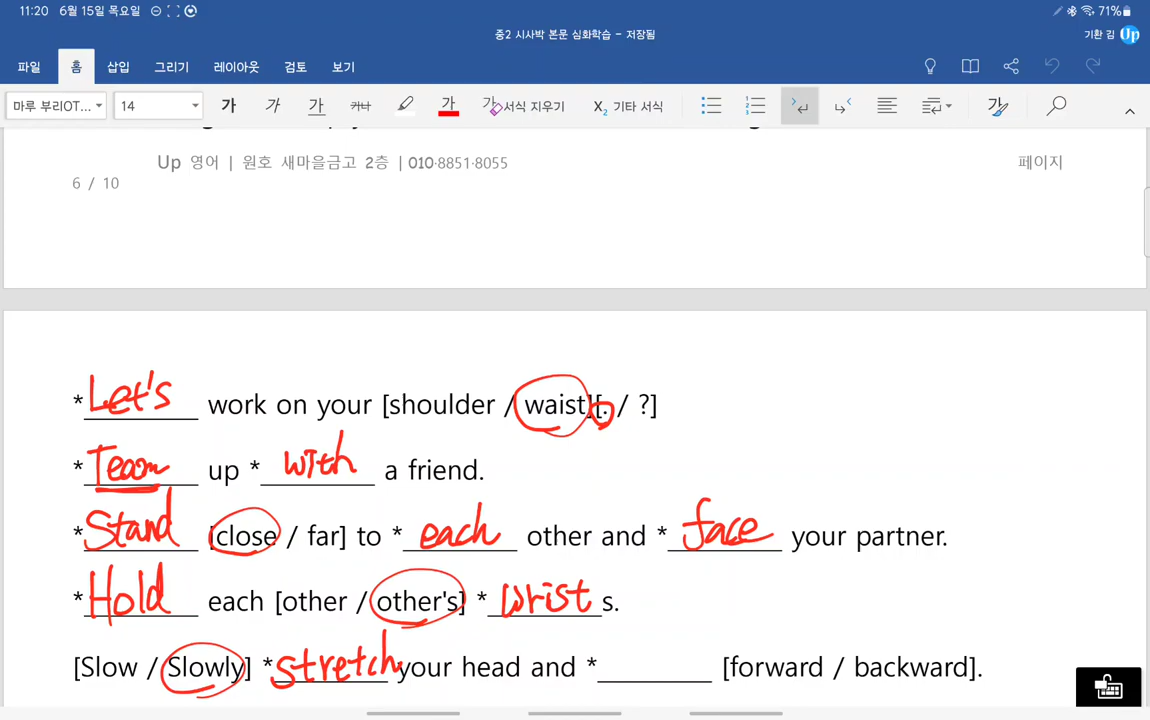 11:20 6월 15일 목요일 71%
중2 시사박 본문 심화학습 - 저장됨
기환 김 Up
파일 홈 삽입 그리기 레이아웃 검토 보기
마루 부리OT... 14 가 가 가 가나 가 가 서식 지우기 X₂ 기타 서식 가
Up 영어 | 원호 새마을금고 2층 | 010·8851·8055 페이지
6 / 10
*Let's work on your [shoulder / waist][. / ?]
*Team up *with a friend.
*Stand [close / far] to *each other and *face your partner.
*Hold each [other / other's] *wrists.
[Slow / Slowly] *stretch your head and *________ [forward / backward].